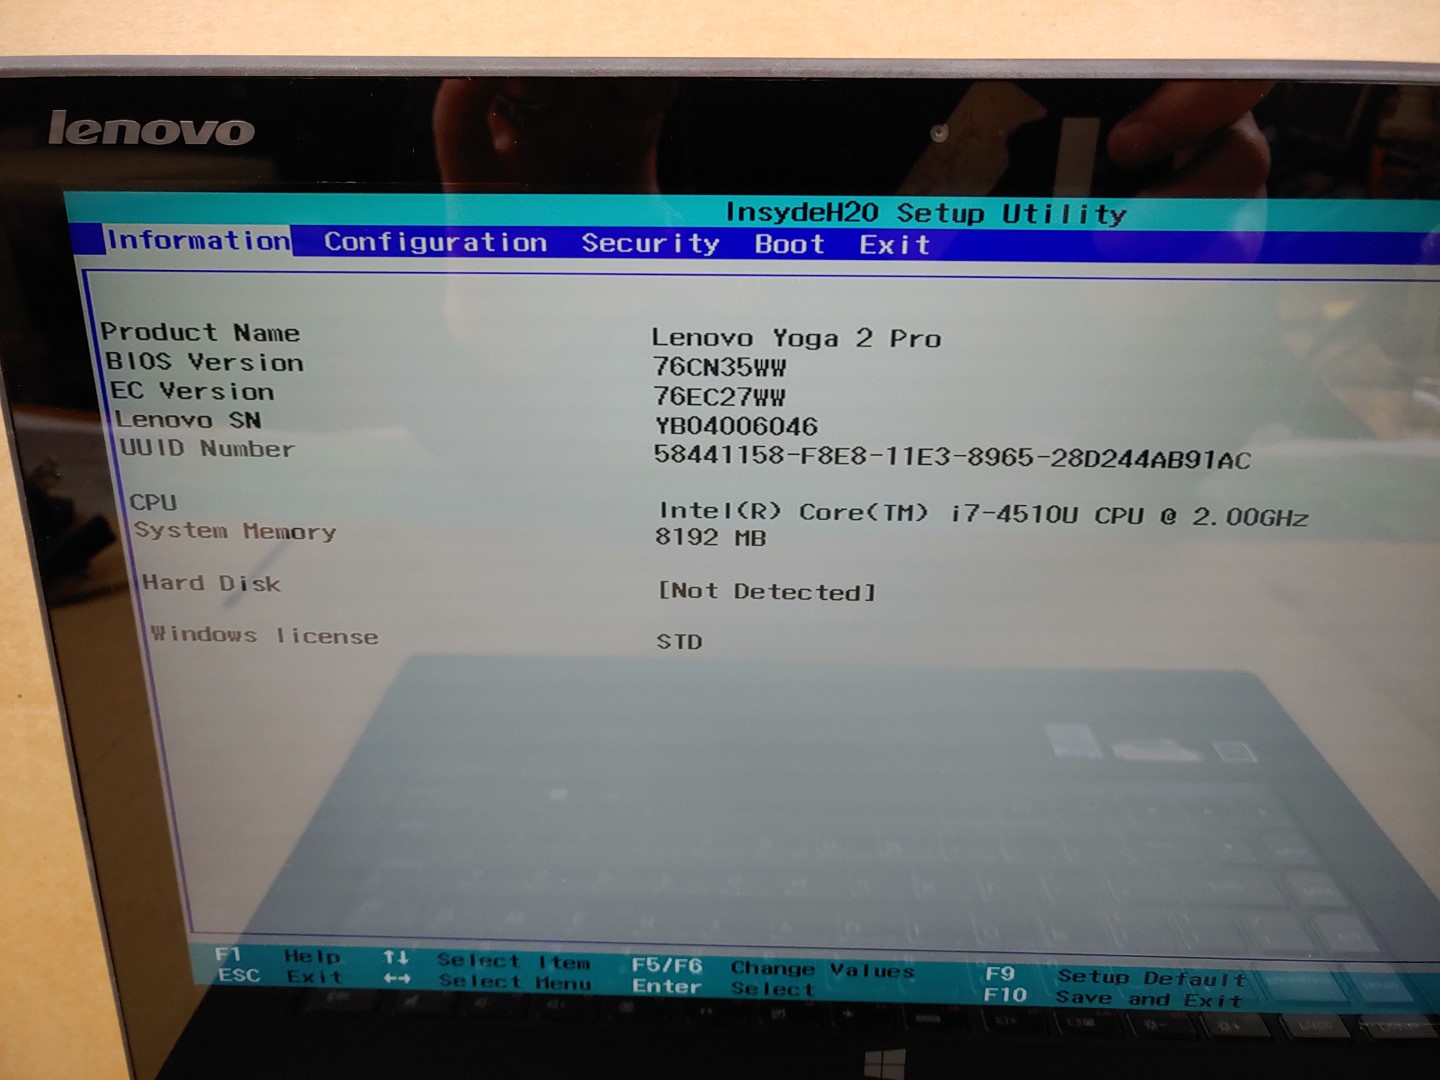 lenovo
InsydeH20 Setup Utility
Information Configuration Security Boot Exit
Product Name Lenovo Yoga 2 Pro
BIOS Version 76CN35WW
EC Version 76EC27WW
Lenovo SN YB04006046
UUID Number 58441158-F8E8-11E3-8965-28D244AB91AC
CPU Intel(R) Core(TM) i7-4510U CPU @ 2.00GHz
System Memory 8192 MB
Hard Disk [Not Detected]
Windows license STD
F1 Help ↑↓ Select Item F5/F6 Change Values F9 Setup Default
ESC Exit ↔ Select Menu Enter Select F10 Save and Exit